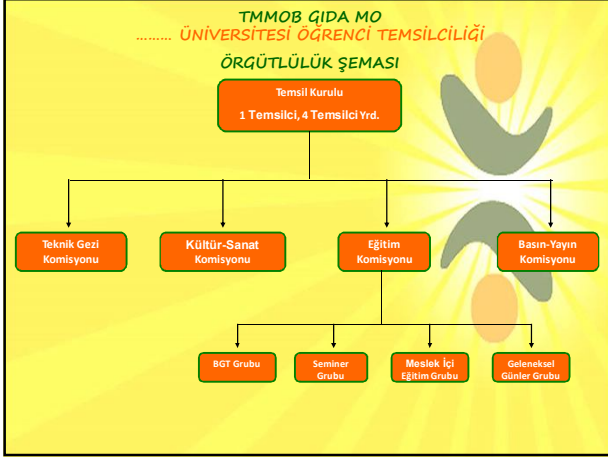 TMMOB GIDA MO
......... ÜNİVERSİTESİ ÖĞRENCİ TEMSİLCİLİĞİ
ÖRGÜTLÜLÜK ŞEMASI
Temsil Kurulu
1 Temsilci, 4 Temsilci Yrd.
Teknik Gezi
Komisyonu
Kültür-Sanat
Komisyonu
Eğitim
Komisyonu
Basın-Yayın
Komisyonu
BGT Grubu
Seminer
Grubu
Meslek İçi
Eğitim Grubu
Geleneksel
Günler Grubu